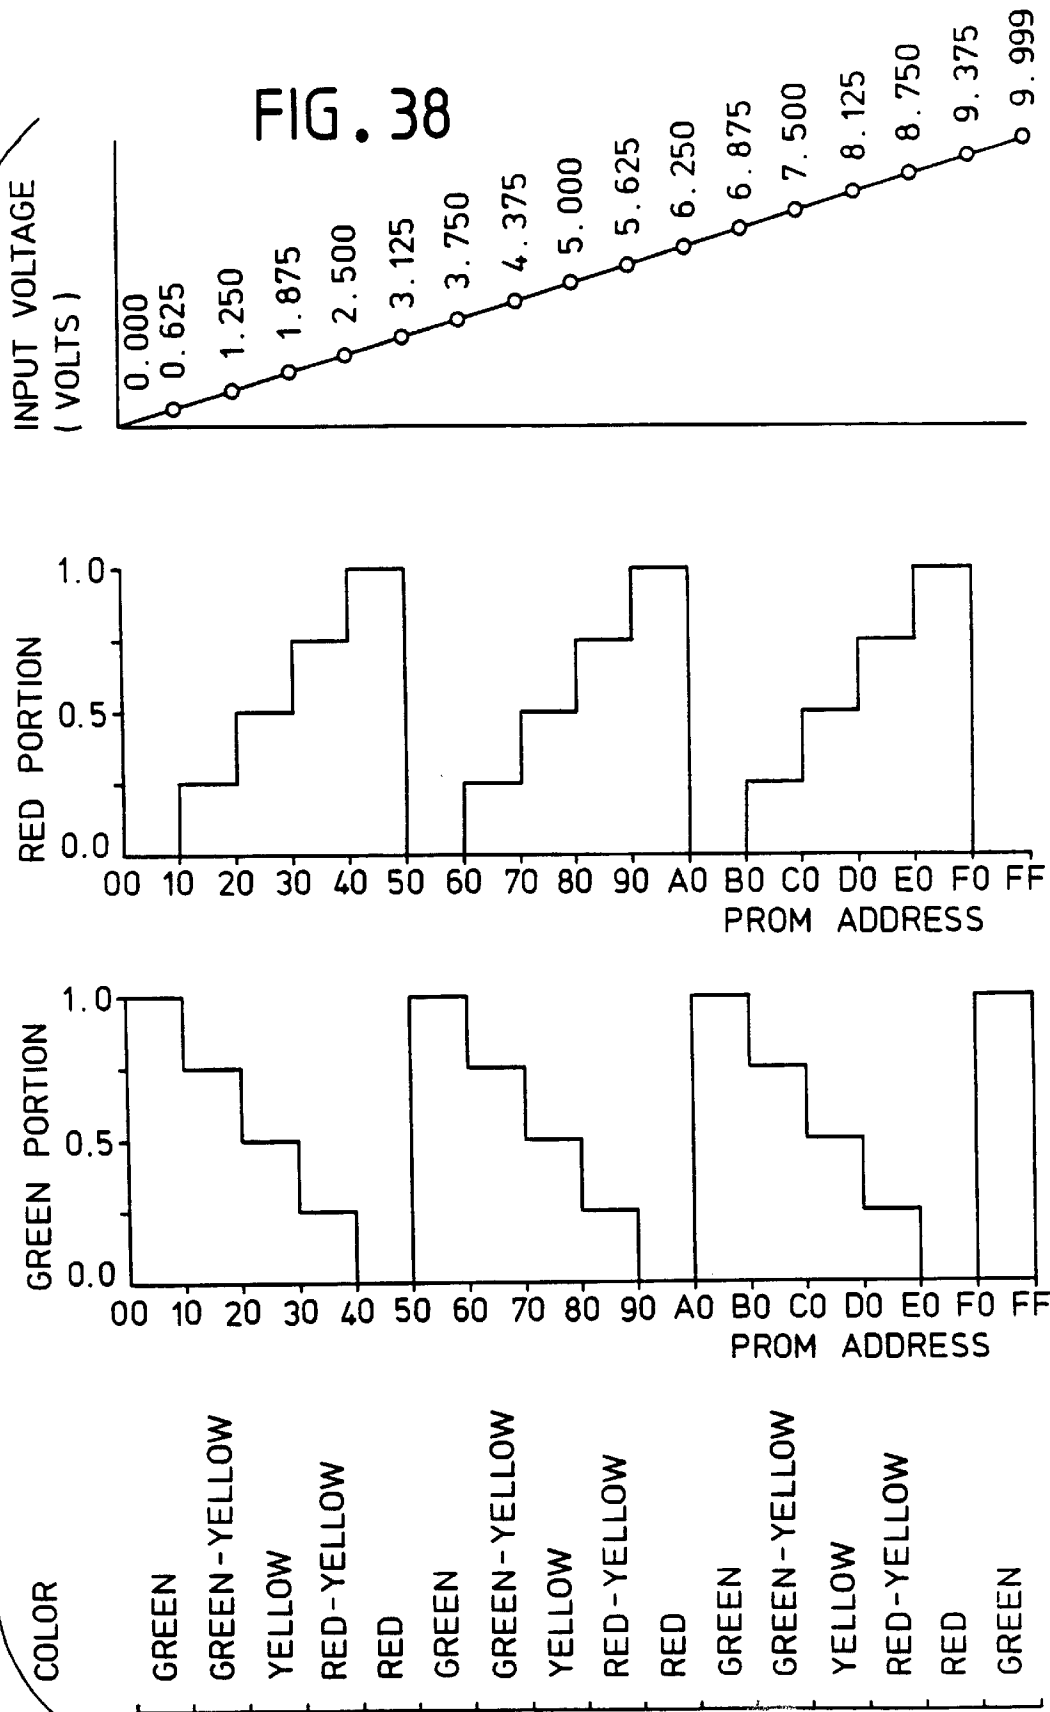 FIG. 38
INPUT VOLTAGE
(VOLTS)
0.000
0.625
1.250
1.875
2.500
3.125
3.750
4.375
5.000
5.625
6.250
6.875
7.500
8.125
8.750
9.375
9.999
RED PORTION
1.0
0.5
0.0
00 10 20 30 40 50 60 70 80 90 A0 B0 C0 D0 E0 F0 FF
PROM ADDRESS
GREEN PORTION
1.0
0.5
0.0
00 10 20 30 40 50 60 70 80 90 A0 B0 C0 D0 E0 F0 FF
PROM ADDRESS
COLOR
GREEN
GREEN-YELLOW
YELLOW
RED-YELLOW
RED
GREEN
GREEN-YELLOW
YELLOW
RED-YELLOW
RED
GREEN
GREEN-YELLOW
YELLOW
RED-YELLOW
RED
GREEN